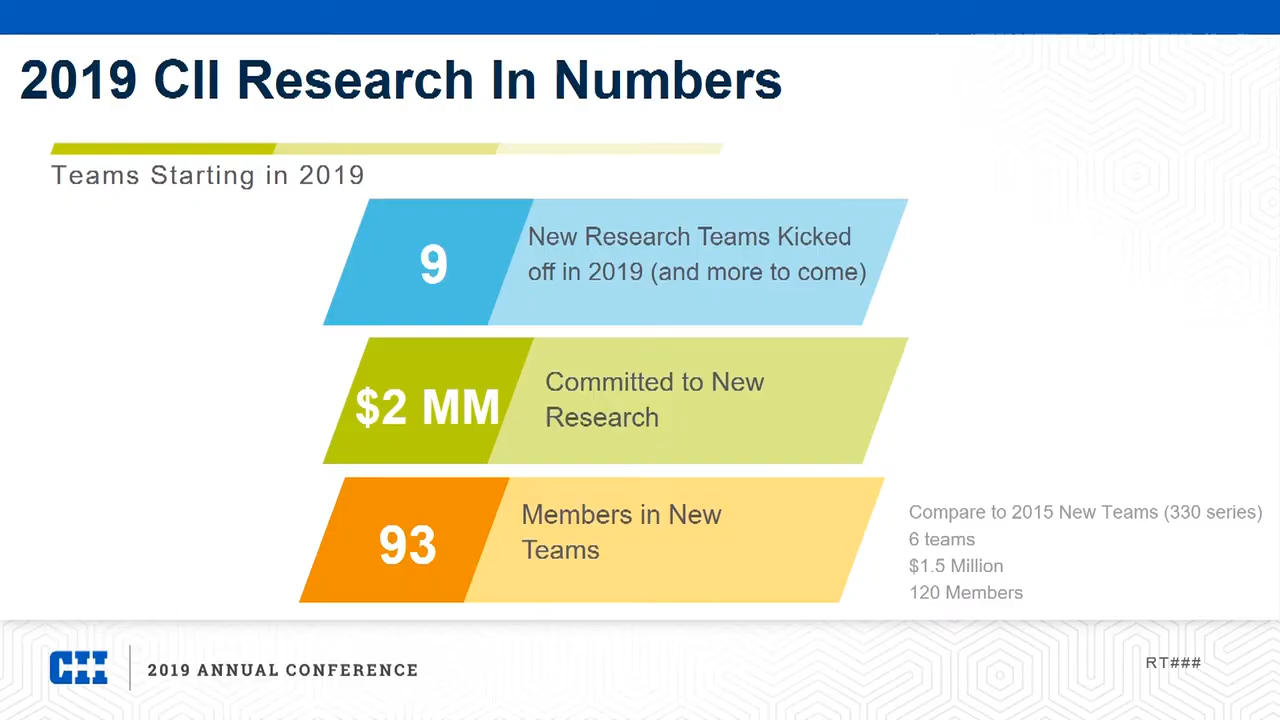 2019 CII Research In Numbers
Teams Starting in 2019
9
New Research Teams Kicked
off in 2019 (and more to come)
$2 MM
Committed to New
Research
93
Members in New
Teams
Compare to 2015 New Teams (330 series)
6 teams
$1.5 Million
120 Members
CII
2019 ANNUAL CONFERENCE
RT###